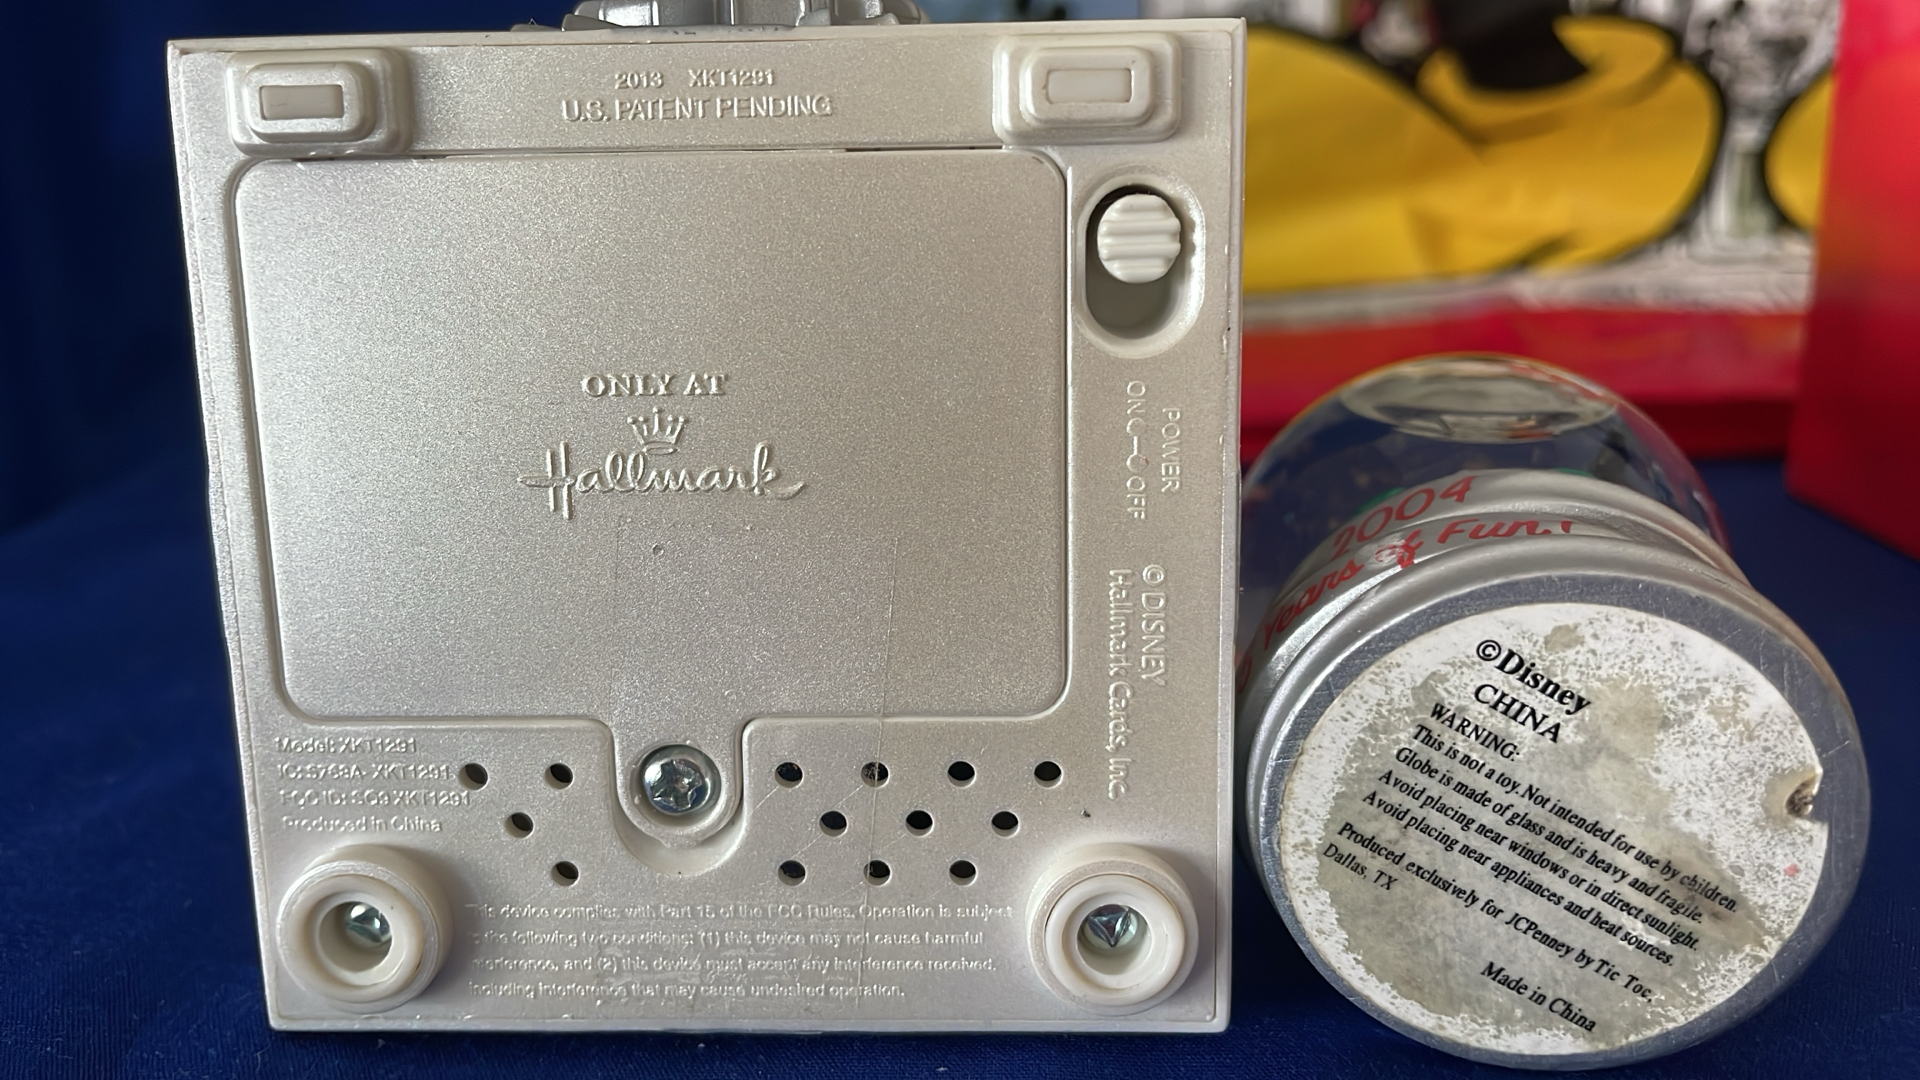 2013 XKT1291
U.S. PATENT PENDING
ONLY AT
Hallmark
POWER
ON OFF
© DISNEY
Hallmark Cards, Inc.
Model: XKT1291
IC: 5769A- XKT1291
FCC ID: SQ9XKT1291
Produced in China
This device complies with Part 15 of the FCC Rules. Operation is subject
the following two conditions: (1) this device may not cause harmful
interference, and (2) this device must accept any interference received,
including interference that may cause undesired operation.
2004
Years of Fun!
©Disney
CHINA
WARNING:
This is not a toy. Not intended for use by children.
Globe is made of glass and is heavy and fragile.
Avoid placing near windows or in direct sunlight.
Avoid placing near appliances and heat sources.
Produced exclusively for JCPenney by Tic Toc,
Dallas, TX
Made in China